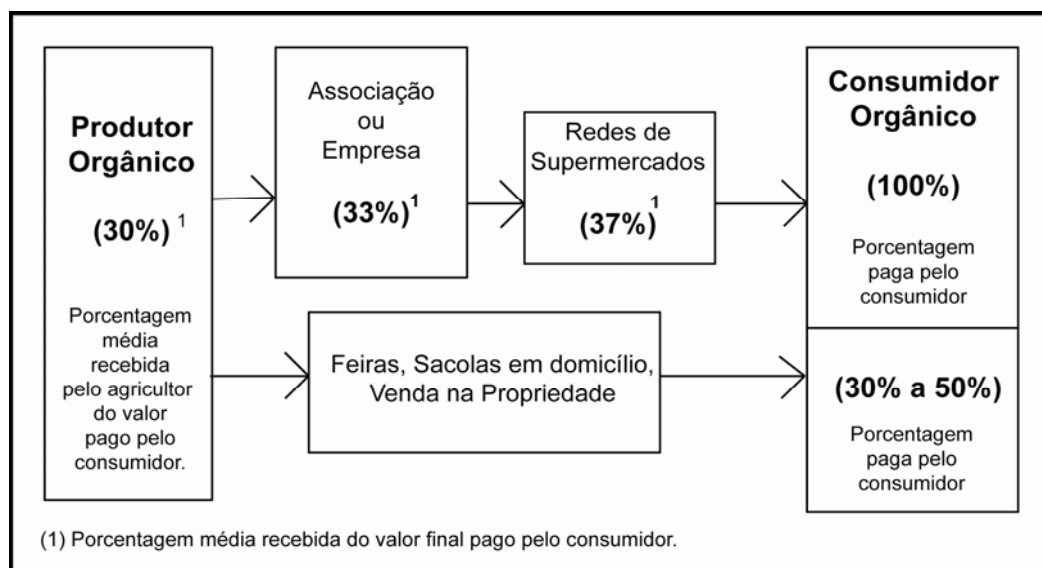 Produtor
Orgânico
(30%) 1
Porcentagem
média
recebida
pelo agricultor
do valor
pago pelo
consumidor.
Associação
ou
Empresa
(33%)1
Redes de
Supermercados
(37%)1
Feiras, Sacolas em domicílio,
Venda na Propriedade
Consumidor
Orgânico
(100%)
Porcentagem
paga pelo
consumidor
(30% a 50%)
Porcentagem
paga pelo
consumidor
(1) Porcentagem média recebida do valor final pago pelo consumidor.